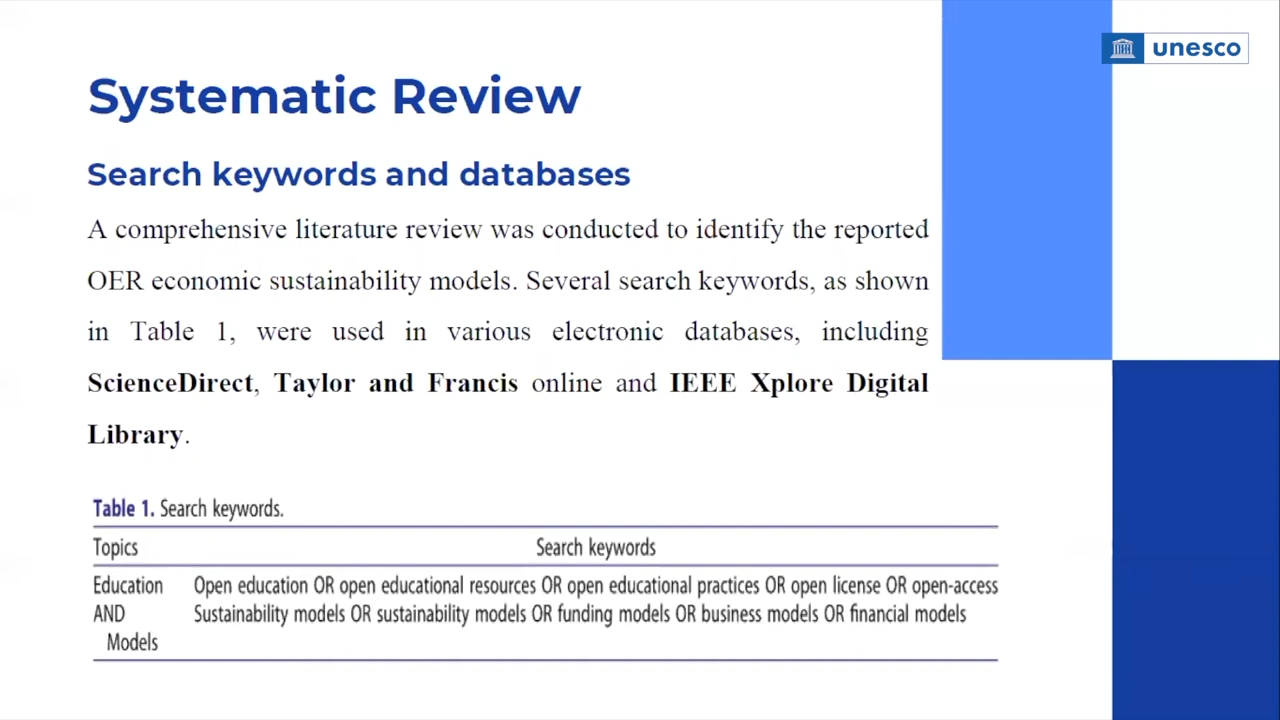 unesco
Systematic Review
Search keywords and databases
A comprehensive literature review was conducted to identify the reported
OER economic sustainability models. Several search keywords, as shown
in Table 1, were used in various electronic databases, including
ScienceDirect, Taylor and Francis online and IEEE Xplore Digital
Library.
Table 1. Search keywords.
Topics Search keywords
Education Open education OR open educational resources OR open educational practices OR open license OR open-access
AND Sustainability models OR sustainability models OR funding models OR business models OR financial models
Models